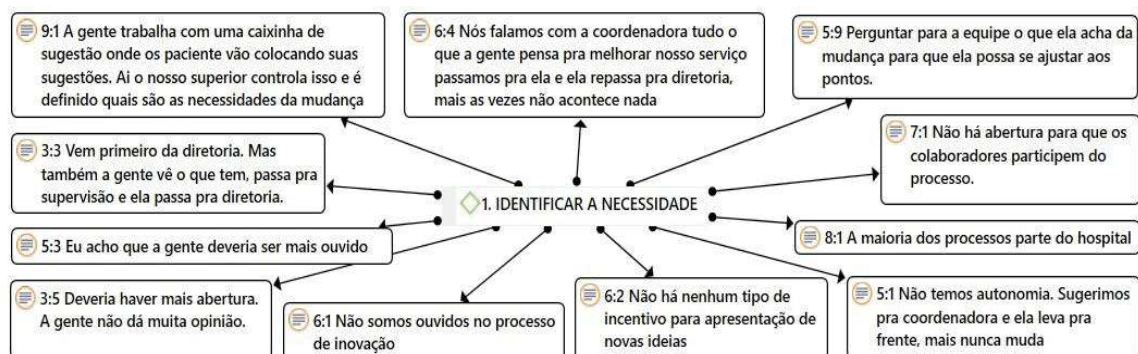 9:1 A gente trabalha com uma caixinha de
sugestão onde os paciente vão colocando suas
sugestões. Ai o nosso superior controla isso e é
definido quais são as necessidades da mudança
6:4 Nós falamos com a coordenadora tudo o
que a gente pensa pra melhorar nosso serviço
passamos pra ela e ela repassa pra diretoria,
mais as vezes não acontece nada
5:9 Perguntar para a equipe o que ela acha da
mudança para que ela possa se ajustar aos
pontos.
3:3 Vem primeiro da diretoria. Mas
também a gente vê o que tem, passa pra
supervisão e ela passa pra diretoria.
7:1 Não há abertura para que os
colaboradores participem do
processo.
1. IDENTIFICAR A NECESSIDADE
5:3 Eu acho que a gente deveria ser mais ouvido
8:1 A maioria dos processos parte do hospital
3:5 Deveria haver mais abertura.
A gente não dá muita opinião.
6:1 Não somos ouvidos no processo
de inovação
6:2 Não há nenhum tipo de
incentivo para apresentação de
novas ideias
5:1 Não temos autonomia. Sugerimos
pra coordenadora e ela leva pra
frente, mais nunca muda